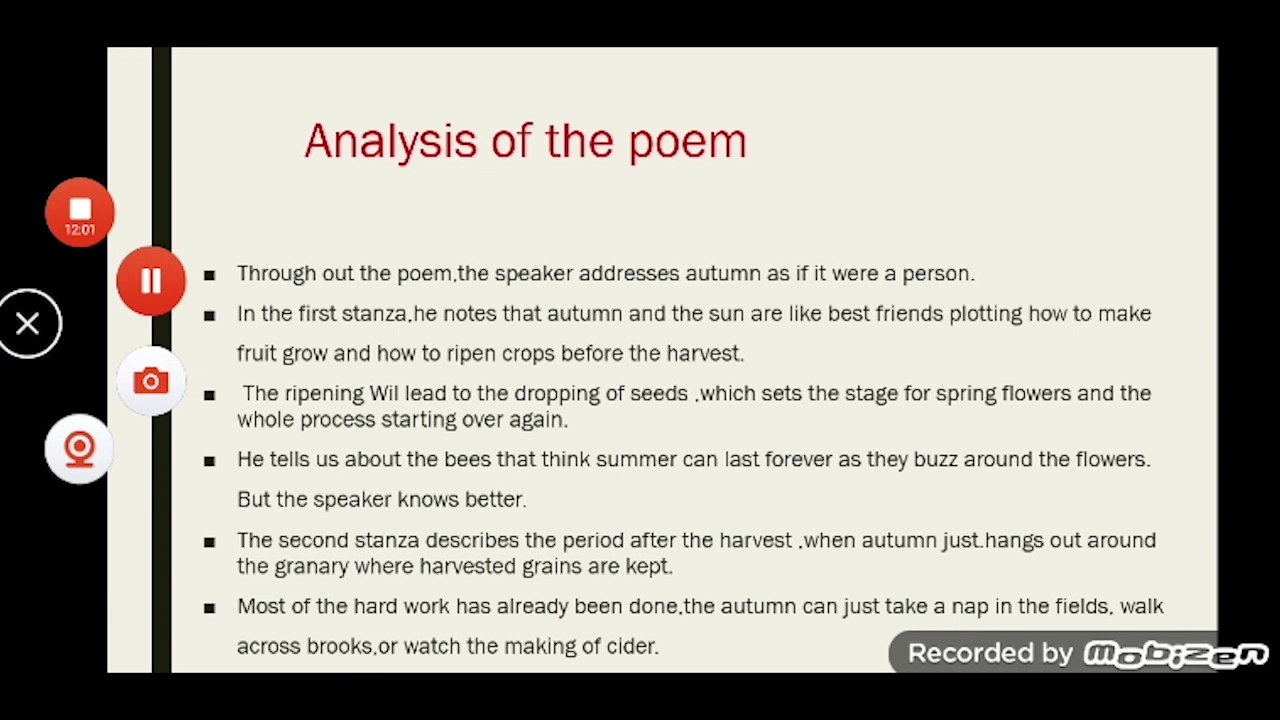 Analysis of the poem
12:01
Through out the poem,the speaker addresses autumn as if it were a person.
In the first stanza,he notes that autumn and the sun are like best friends plotting how to make
fruit grow and how to ripen crops before the harvest.
The ripening Wil lead to the dropping of seeds ,which sets the stage for spring flowers and the
whole process starting over again.
He tells us about the bees that think summer can last forever as they buzz around the flowers.
But the speaker knows better.
The second stanza describes the period after the harvest ,when autumn just.hangs out around
the granary where harvested grains are kept.
Most of the hard work has already been done,the autumn can just take a nap in the fields, walk
across brooks,or watch the making of cider.
Recorded by Mobizen